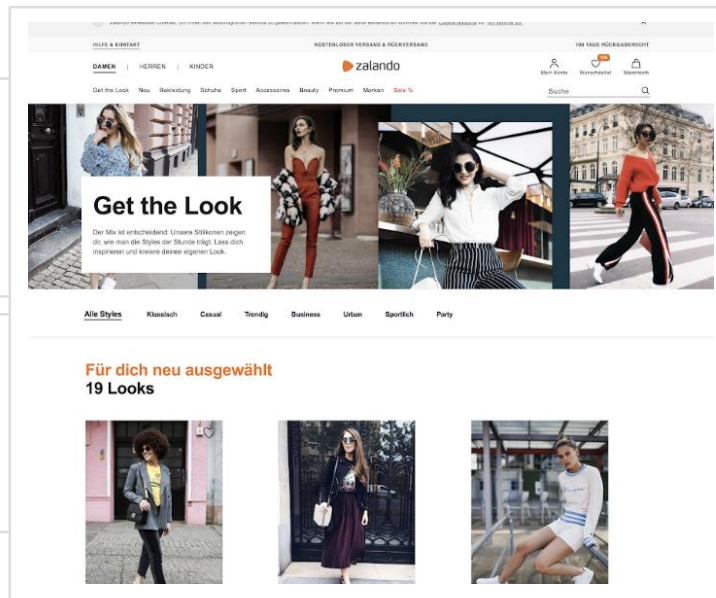 HILFE & KONTAKT
KOSTENLOSER VERSAND & RÜCKVERSAND
100 TAGE RÜCKGABERECHT
DAMEN | HERREN | KINDER
zalando
Mein Konto
Wunschzettel
Warenkorb
Get the Look Neu Bekleidung Schuhe Sport Accessoires Beauty Premium Marken Sale %
Suche
Get the Look
Der Mix ist entscheidend: Unsere Stilikonen zeigen
dir, wie man die Styles der Stunde trägt. Lass dich
inspirieren und kreiere deinen eigenen Look.
Alle Styles Klassisch Casual Trendig Business Urban Sportlich Party
Für dich neu ausgewählt
19 Looks